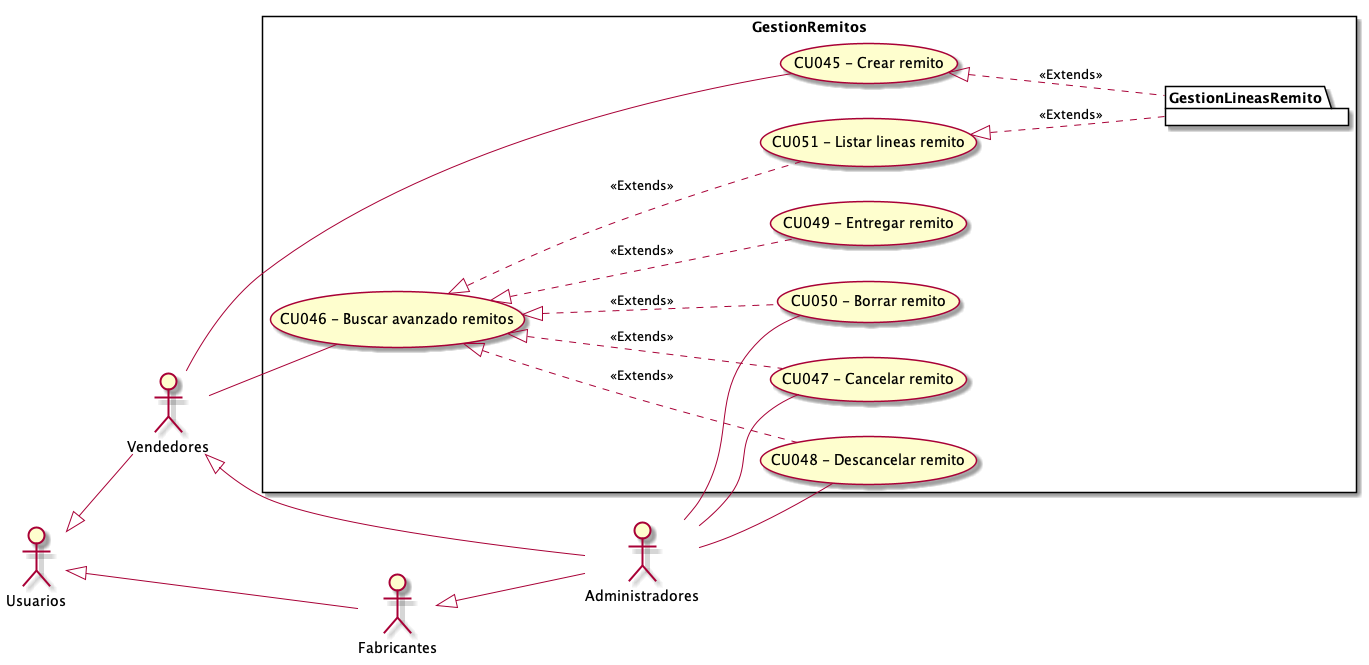 GestionRemitos
CU045 – Crear remito
«Extends»
GestionLineasRemito
«Extends»
CU051 – Listar lineas remito
«Extends»
CU049 – Entregar remito
«Extends»
CU050 – Borrar remito
«Extends»
CU046 – Buscar avanzado remitos
«Extends»
CU047 – Cancelar remito
«Extends»
CU048 – Descancelar remito
Vendedores
Usuarios
Administradores
Fabricantes